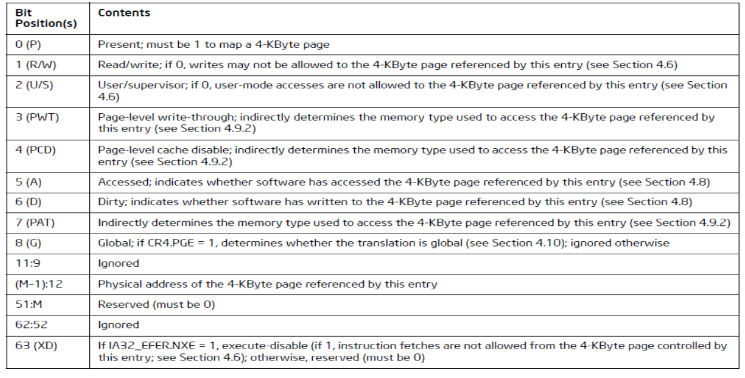 Bit Position(s) Contents
0 (P) Present; must be 1 to map a 4-KByte page
1 (R/W) Read/write; if 0, writes may not be allowed to the 4-KByte page referenced by this entry (see Section 4.6)
2 (U/S) User/supervisor; if 0, user-mode accesses are not allowed to the 4-KByte page referenced by this entry (see Section
4.6)
3 (PWT) Page-level write-through; indirectly determines the memory type used to access the 4-KByte page referenced by
this entry (see Section 4.9.2)
4 (PCD) Page-level cache disable; indirectly determines the memory type used to access the 4-KByte page referenced by this
entry (see Section 4.9.2)
5 (A) Accessed; indicates whether software has accessed the 4-KByte page referenced by this entry (see Section 4.8)
6 (D) Dirty; indicates whether software has written to the 4-KByte page referenced by this entry (see Section 4.8)
7 (PAT) Indirectly determines the memory type used to access the 4-KByte page referenced by this entry (see Section 4.9.2)
8 (G) Global; if CR4.PGE = 1, determines whether the translation is global (see Section 4.10); ignored otherwise
11:9 Ignored
(M-1):12 Physical address of the 4-KByte page referenced by this entry
51:M Reserved (must be 0)
62:52 Ignored
63 (XD) If IA32_EFER.NXE = 1, execute-disable (if 1, instruction fetches are not allowed from the 4-KByte page controlled by
this entry; see Section 4.6); otherwise, reserved (must be 0)